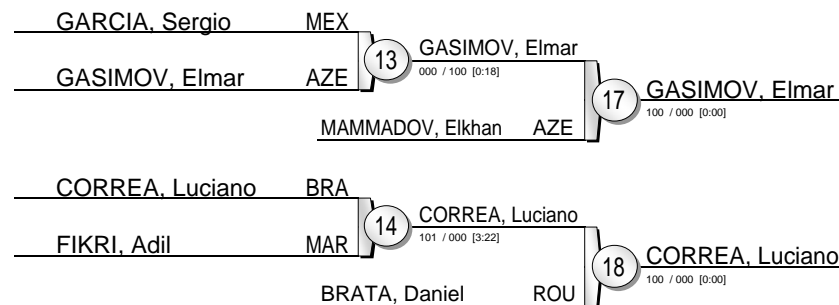 GARCIA, Sergio MEX
13
GASIMOV, Elmar
000 / 100 [0:18]
GASIMOV, Elmar AZE
17
GASIMOV, Elmar
100 / 000 [0:00]
MAMMADOV, Elkhan AZE
CORREA, Luciano BRA
14
CORREA, Luciano
101 / 000 [3:22]
FIKRI, Adil MAR
18
CORREA, Luciano
100 / 000 [0:00]
BRATA, Daniel ROU